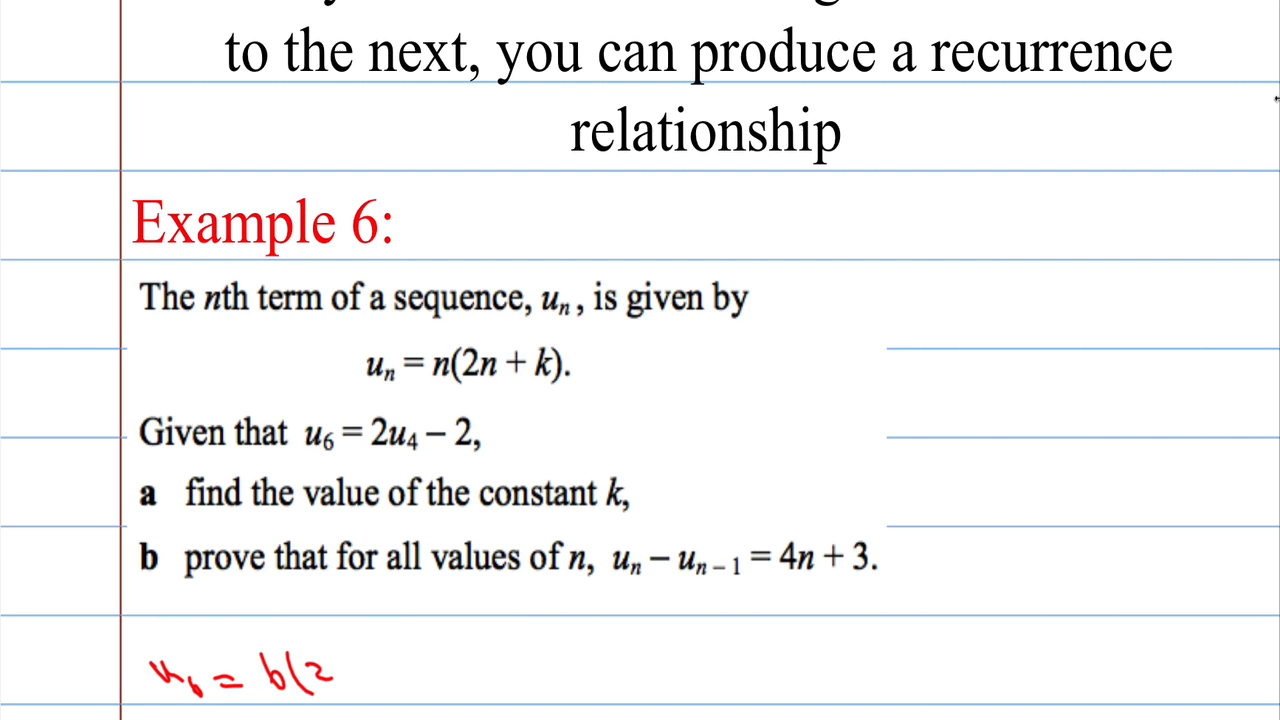 to the next, you can produce a recurrence
relationship
Example 6:
The nth term of a sequence, uₙ, is given by
uₙ = n(2n + k).
Given that u₆ = 2u₄ – 2,
a find the value of the constant k,
b prove that for all values of n, uₙ – uₙ₋₁ = 4n + 3.
u₆ = 6(2